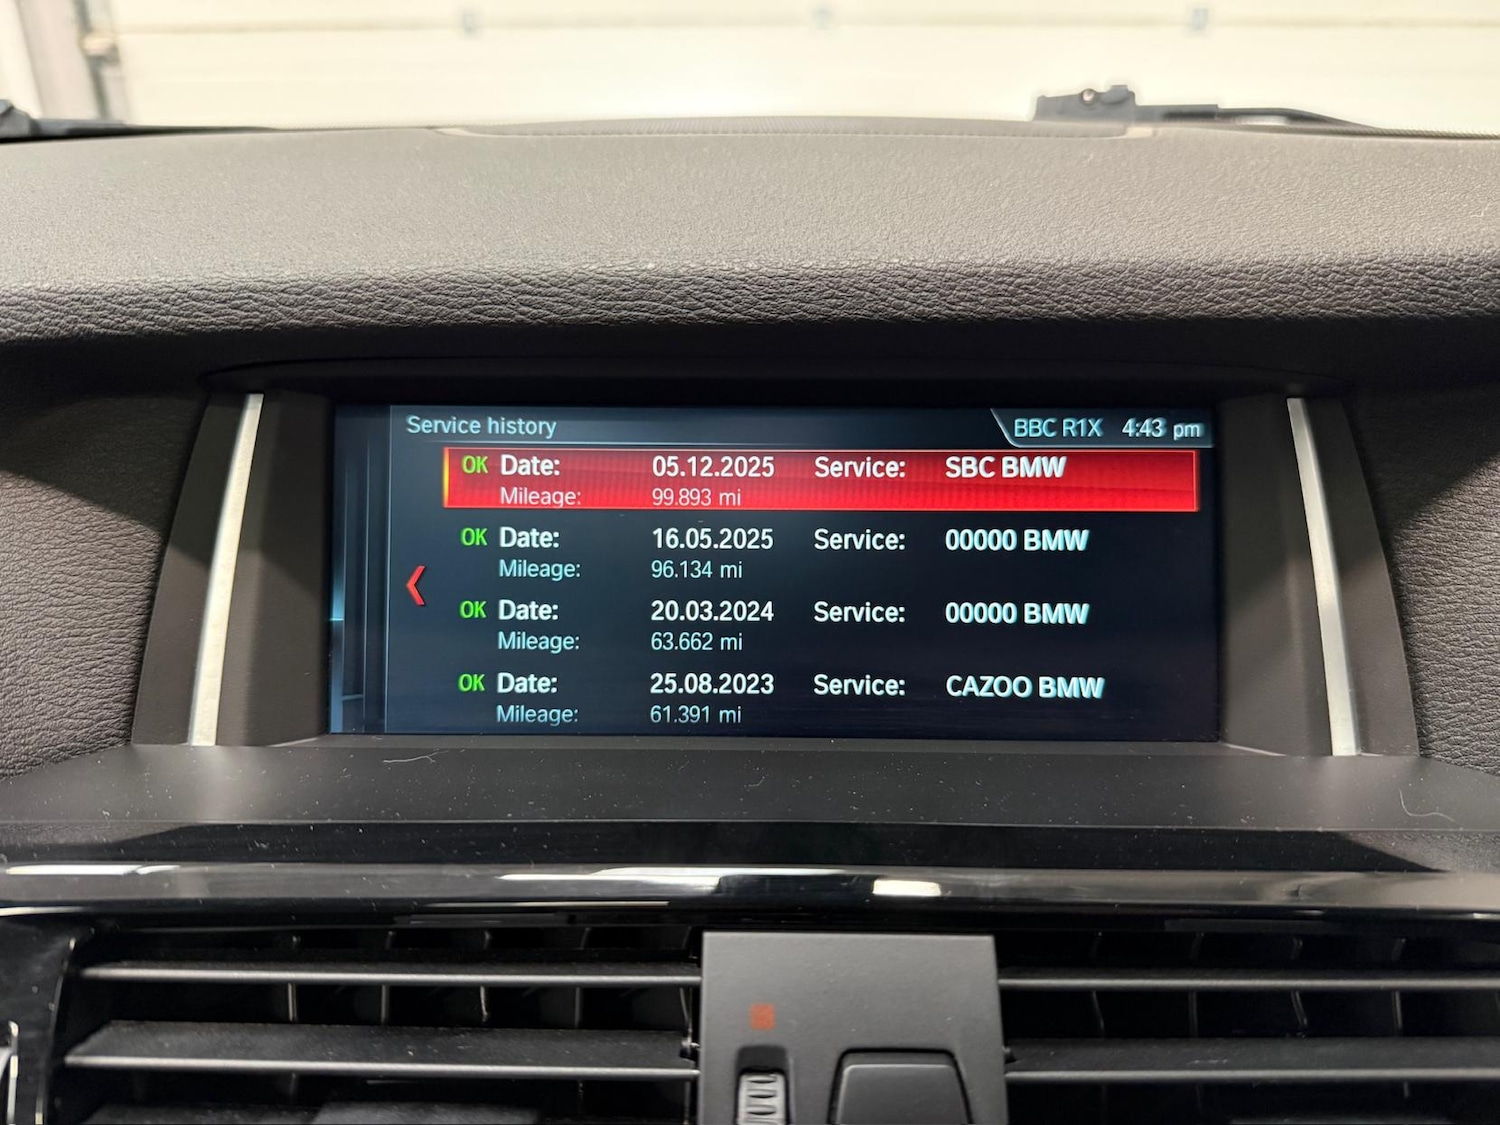 Service history BBC R1X 4:43 pm
OK Date: 05.12.2025 Service: SBC BMW
Mileage: 99.893 mi
OK Date: 16.05.2025 Service: 00000 BMW
Mileage: 96.134 mi
OK Date: 20.03.2024 Service: 00000 BMW
Mileage: 63.662 mi
OK Date: 25.08.2023 Service: CAZOO BMW
Mileage: 61.391 mi